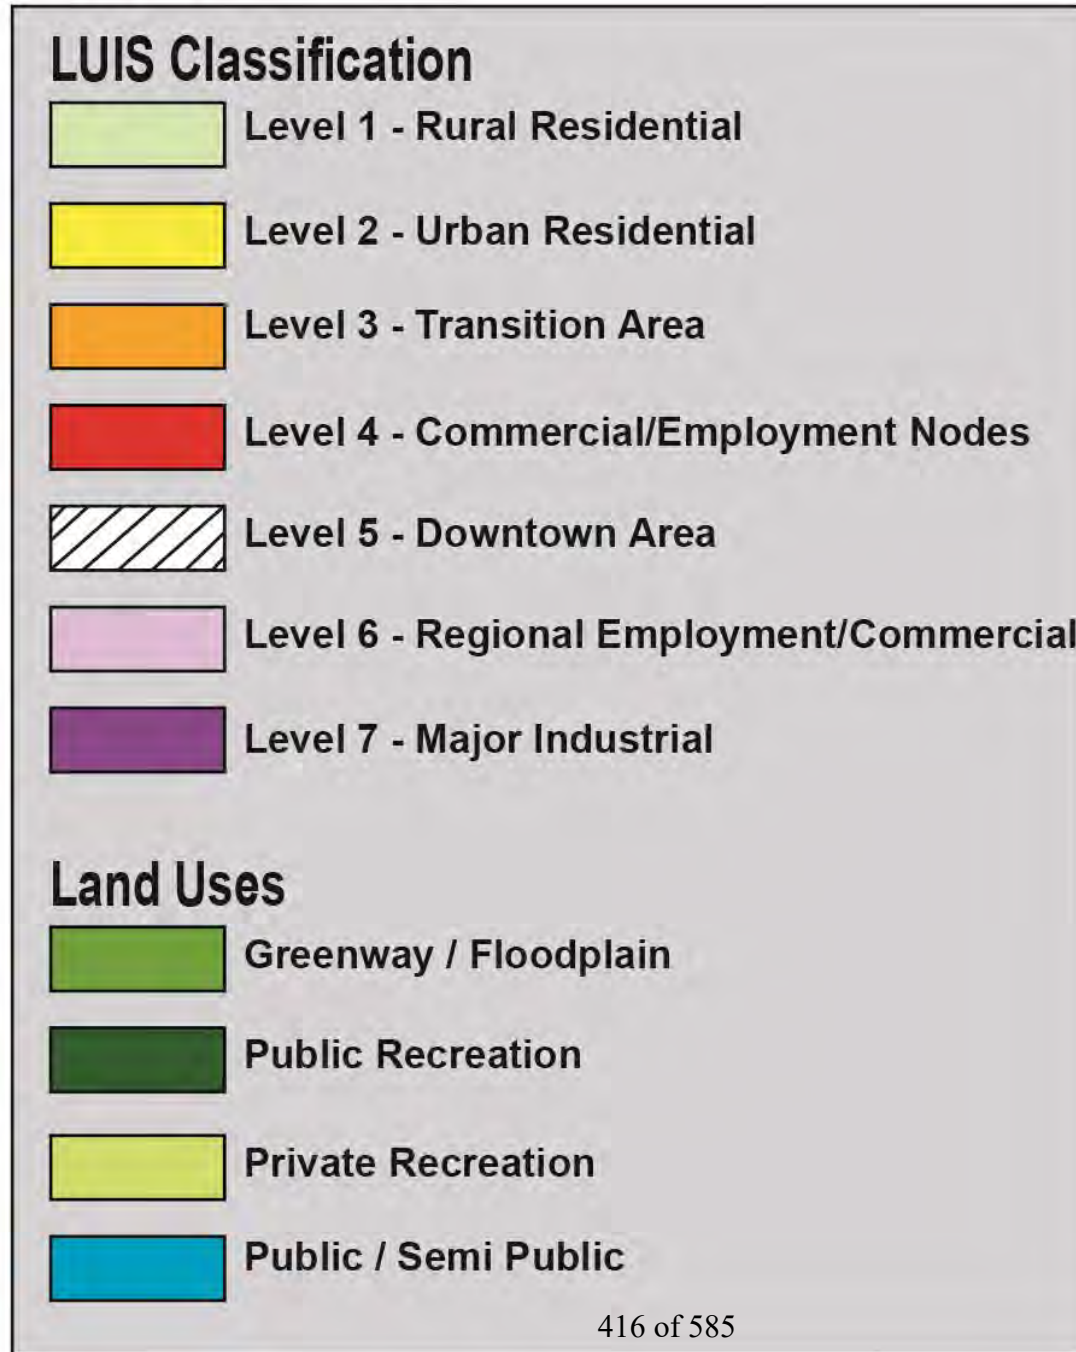 LUIS Classification
Level 1 - Rural Residential
Level 2 - Urban Residential
Level 3 - Transition Area
Level 4 - Commercial/Employment Nodes
Level 5 - Downtown Area
Level 6 - Regional Employment/Commercial
Level 7 - Major Industrial
Land Uses
Greenway / Floodplain
Public Recreation
Private Recreation
Public / Semi Public
416 of 585